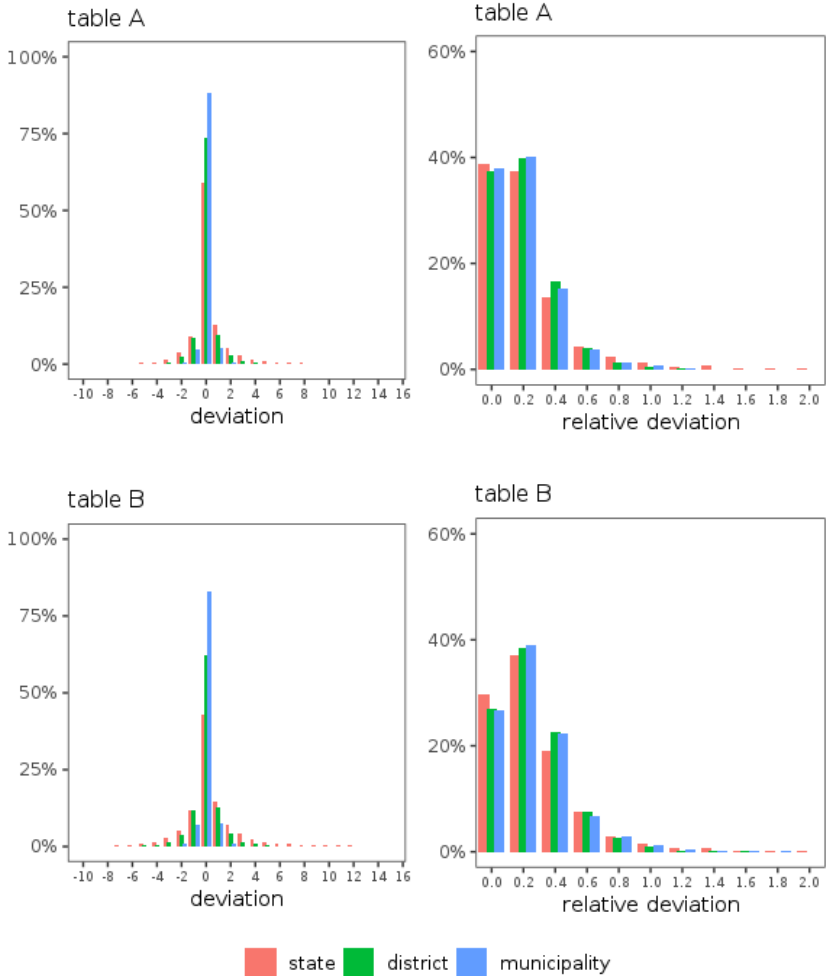 table A
100%
75%
50%
25%
0%
-10 -8 -6 -4 -2 0 2 4 6 8 10 12 14 16
deviation
table A
60%
40%
20%
0%
0.0 0.2 0.4 0.6 0.8 1.0 1.2 1.4 1.6 1.8 2.0
relative deviation
table B
100%
75%
50%
25%
0%
-10 -8 -6 -4 -2 0 2 4 6 8 10 12 14 16
deviation
table B
60%
40%
20%
0%
0.0 0.2 0.4 0.6 0.8 1.0 1.2 1.4 1.6 1.8 2.0
relative deviation
state district municipality